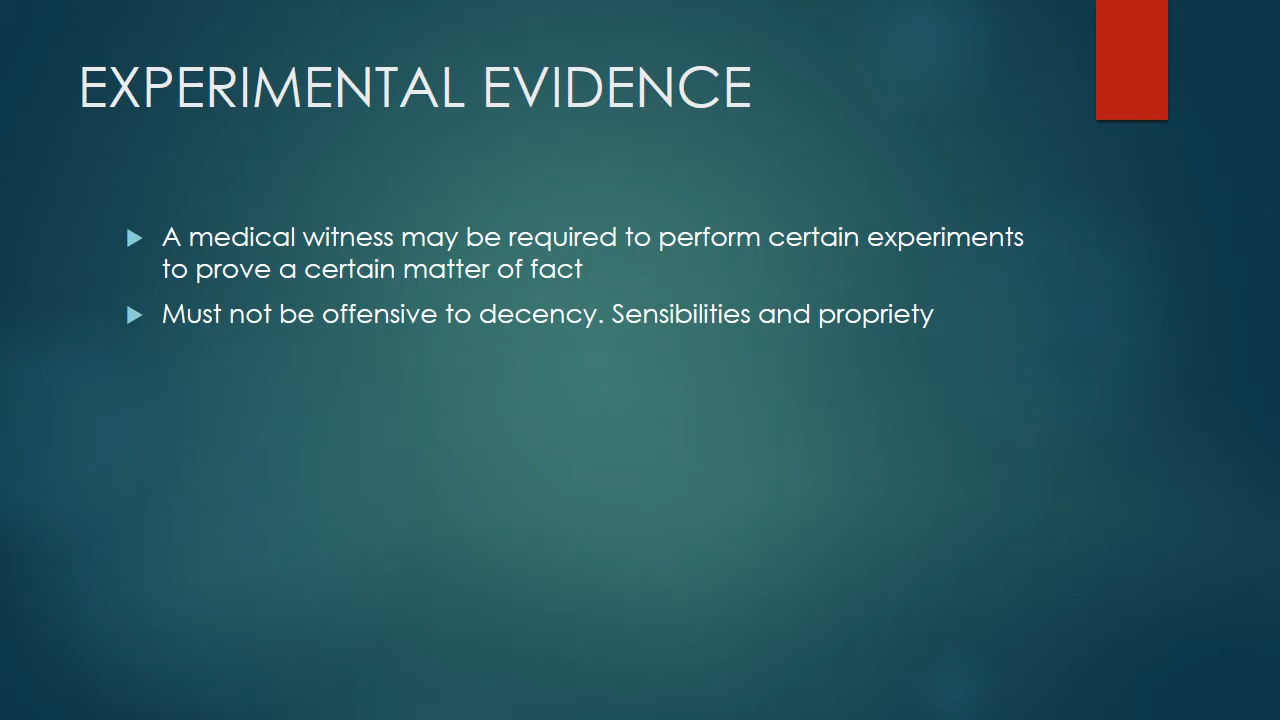 EXPERIMENTAL EVIDENCE
A medical witness may be required to perform certain experiments
to prove a certain matter of fact
Must not be offensive to decency. Sensibilities and propriety